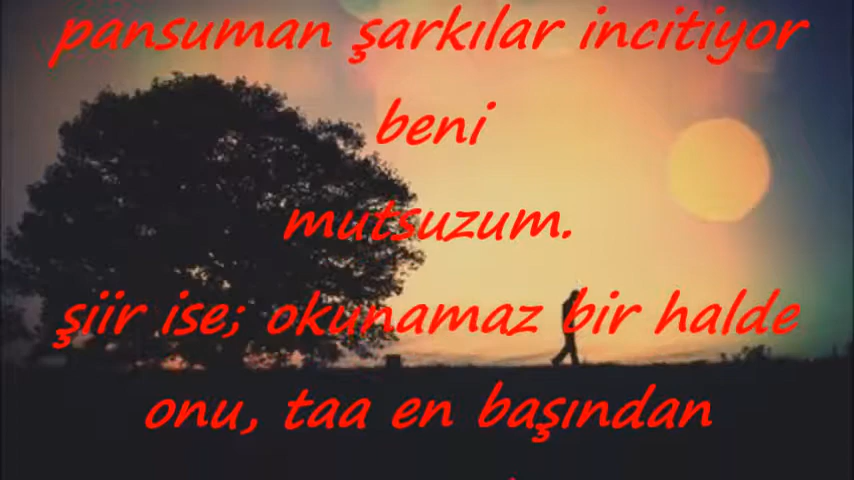 pansuman şarkılar incitiyor
beni
mutsuzum.
şiir ise; okunamaz bir halde
onu, taa en başından